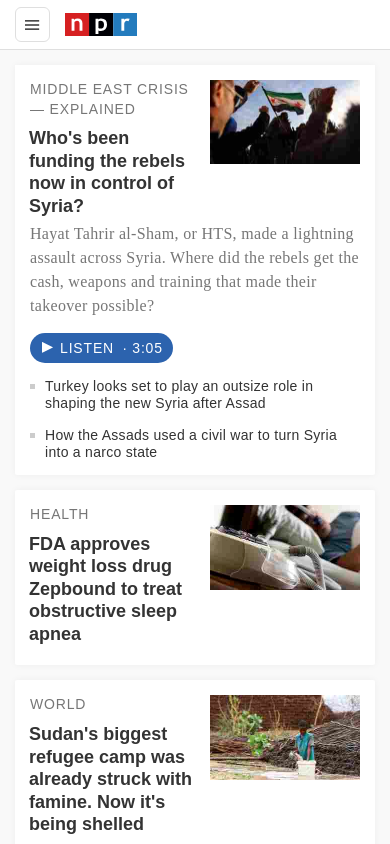 npr
MIDDLE EAST CRISIS
— EXPLAINED
Who's been
funding the rebels
now in control of
Syria?
Hayat Tahrir al-Sham, or HTS, made a lightning
assault across Syria. Where did the rebels get the
cash, weapons and training that made their
takeover possible?
LISTEN · 3:05
Turkey looks set to play an outsize role in
shaping the new Syria after Assad
How the Assads used a civil war to turn Syria
into a narco state
HEALTH
FDA approves
weight loss drug
Zepbound to treat
obstructive sleep
apnea
WORLD
Sudan's biggest
refugee camp was
already struck with
famine. Now it's
being shelled